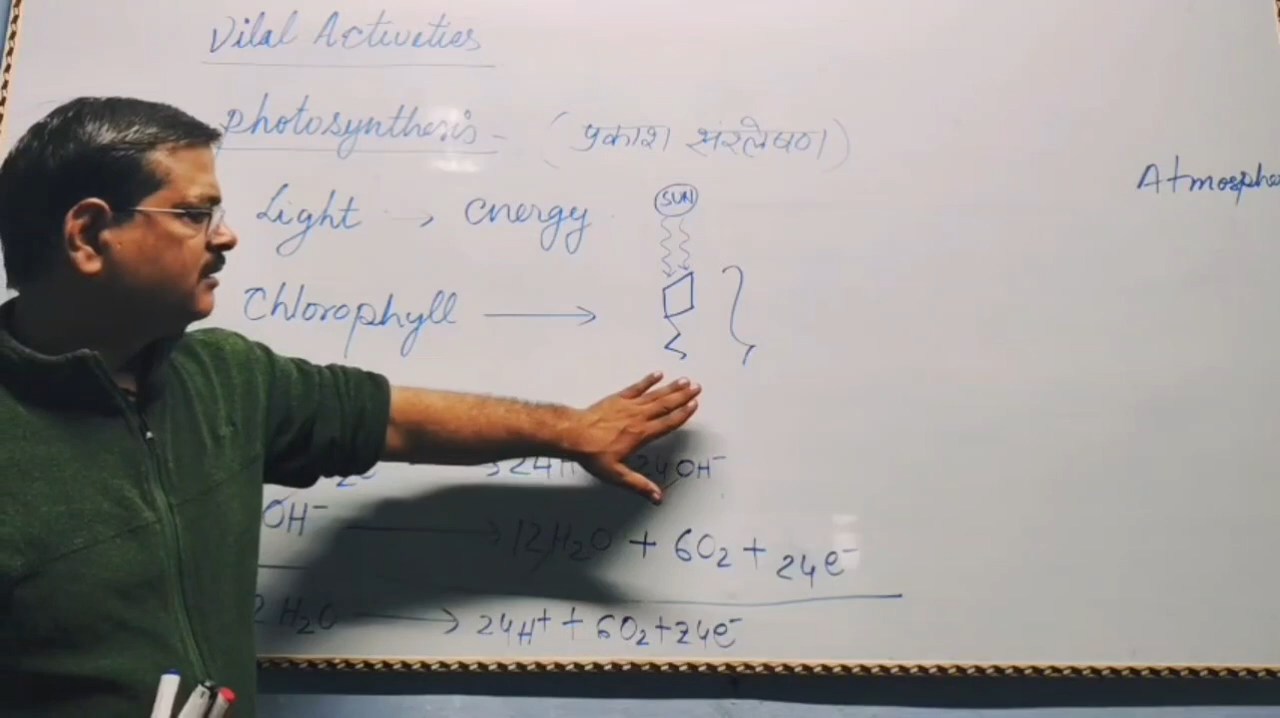 Vital Activities
Photosynthesis - (प्रकाश संश्लेषण)
Atmosphe
Light → energy
SUN
Chlorophyll →
→ 24H 24OH⁻
OH⁻ → 12H₂O + 6O₂ + 24e⁻
2 H₂O → 24H⁺ + 6O₂ + 24e⁻